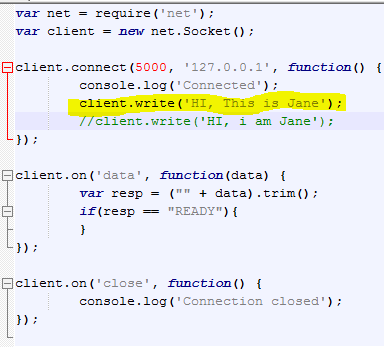 var net = require('net');
var client = new net.Socket();
client.connect(5000, '127.0.0.1', function() {
console.log('Connected');
client.write('HI, This is Jane');
//client.write('HI, i am Jane');
});
client.on('data', function(data) {
var resp = ("" + data).trim();
if(resp == "READY"){
}
});
client.on('close', function() {
console.log('Connection closed');
});